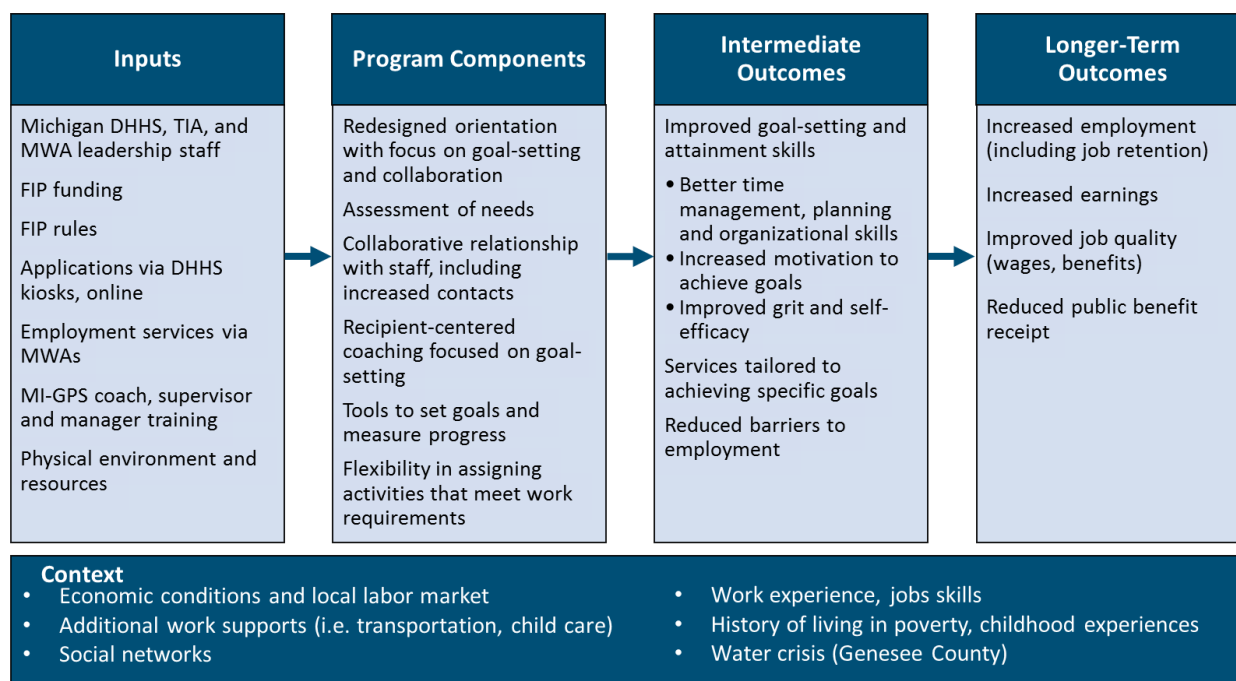 Inputs
Michigan DHHS, TIA, and
MWA leadership staff
FIP funding
FIP rules
Applications via DHHS
kiosks, online
Employment services via
MWAs
MI-GPS coach, supervisor
and manager training
Physical environment and
resources
Program Components
Redesigned orientation
with focus on goal-setting
and collaboration
Assessment of needs
Collaborative relationship
with staff, including
increased contacts
Recipient-centered
coaching focused on goal-
setting
Tools to set goals and
measure progress
Flexibility in assigning
activities that meet work
requirements
Intermediate
Outcomes
Improved goal-setting and
attainment skills
• Better time
management, planning
and organizational skills
• Increased motivation to
achieve goals
• Improved grit and self-
efficacy
Services tailored to
achieving specific goals
Reduced barriers to
employment
Longer-Term
Outcomes
Increased employment
(including job retention)
Increased earnings
Improved job quality
(wages, benefits)
Reduced public benefit
receipt
Context
• Economic conditions and local labor market
• Additional work supports (i.e. transportation, child care)
• Social networks
• Work experience, jobs skills
• History of living in poverty, childhood experiences
• Water crisis (Genesee County)